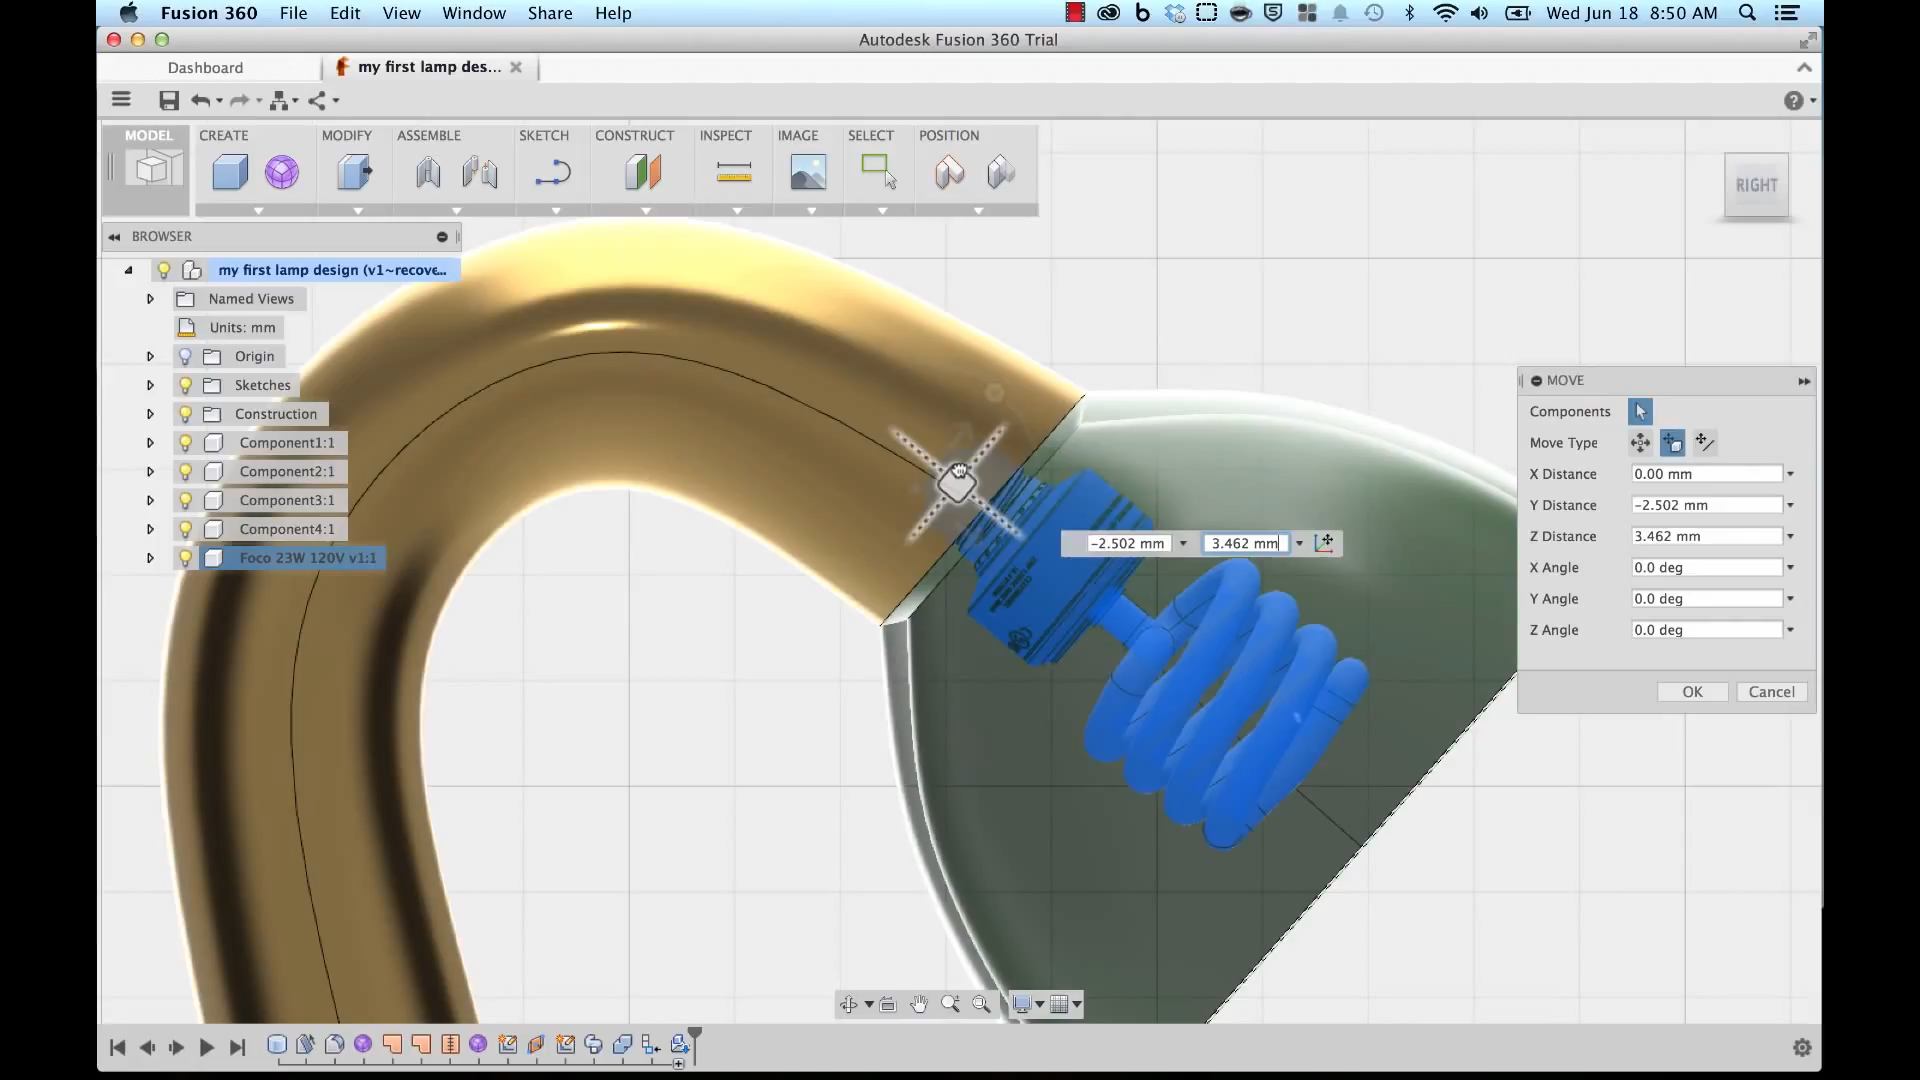 Fusion 360 File Edit View Window Share Help Wed Jun 18 8:50 AM
Autodesk Fusion 360 Trial
Dashboard my first lamp des...
MODEL CREATE MODIFY ASSEMBLE SKETCH CONSTRUCT INSPECT IMAGE SELECT POSITION
RIGHT
BROWSER
my first lamp design (v1~recove...
Named Views
Units: mm
Origin
Sketches
Construction
Component1:1
Component2:1
Component3:1
Component4:1
Foco 23W 120V v1:1
-2.502 mm 3.462 mm
MOVE
Components
Move Type
X Distance 0.00 mm
Y Distance -2.502 mm
Z Distance 3.462 mm
X Angle 0.0 deg
Y Angle 0.0 deg
Z Angle 0.0 deg
OK Cancel